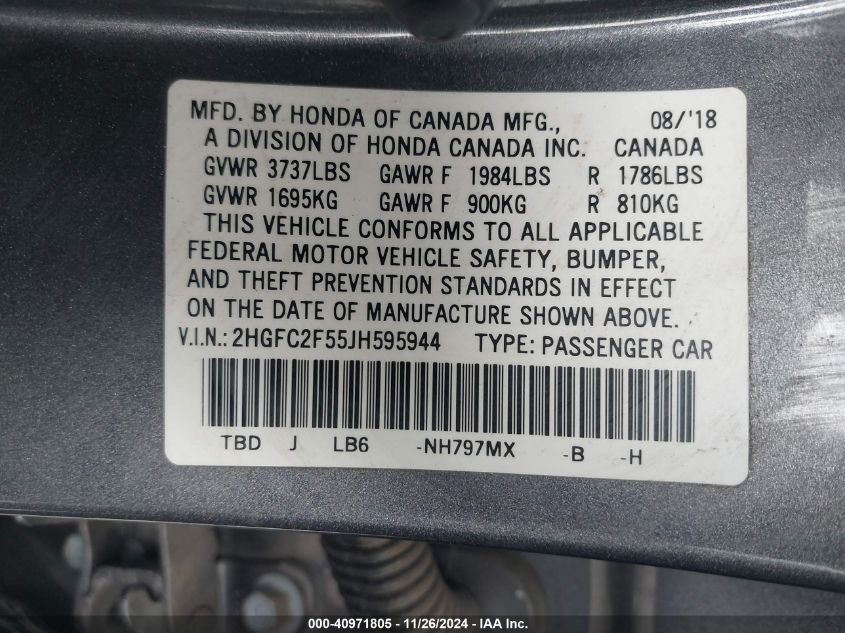 MFD. BY HONDA OF CANADA MFG., 08/'18
A DIVISION OF HONDA CANADA INC. CANADA
GVWR 3737LBS GAWR F 1984LBS R 1786LBS
GVWR 1695KG GAWR F 900KG R 810KG
THIS VEHICLE CONFORMS TO ALL APPLICABLE
FEDERAL MOTOR VEHICLE SAFETY, BUMPER,
AND THEFT PREVENTION STANDARDS IN EFFECT
ON THE DATE OF MANUFACTURE SHOWN ABOVE.
V.I.N.: 2HGFC2F55JH595944 TYPE: PASSENGER CAR
TBD J LB6 -NH797MX -B -H
000-40971805 - 11/26/2024 - IAA Inc.